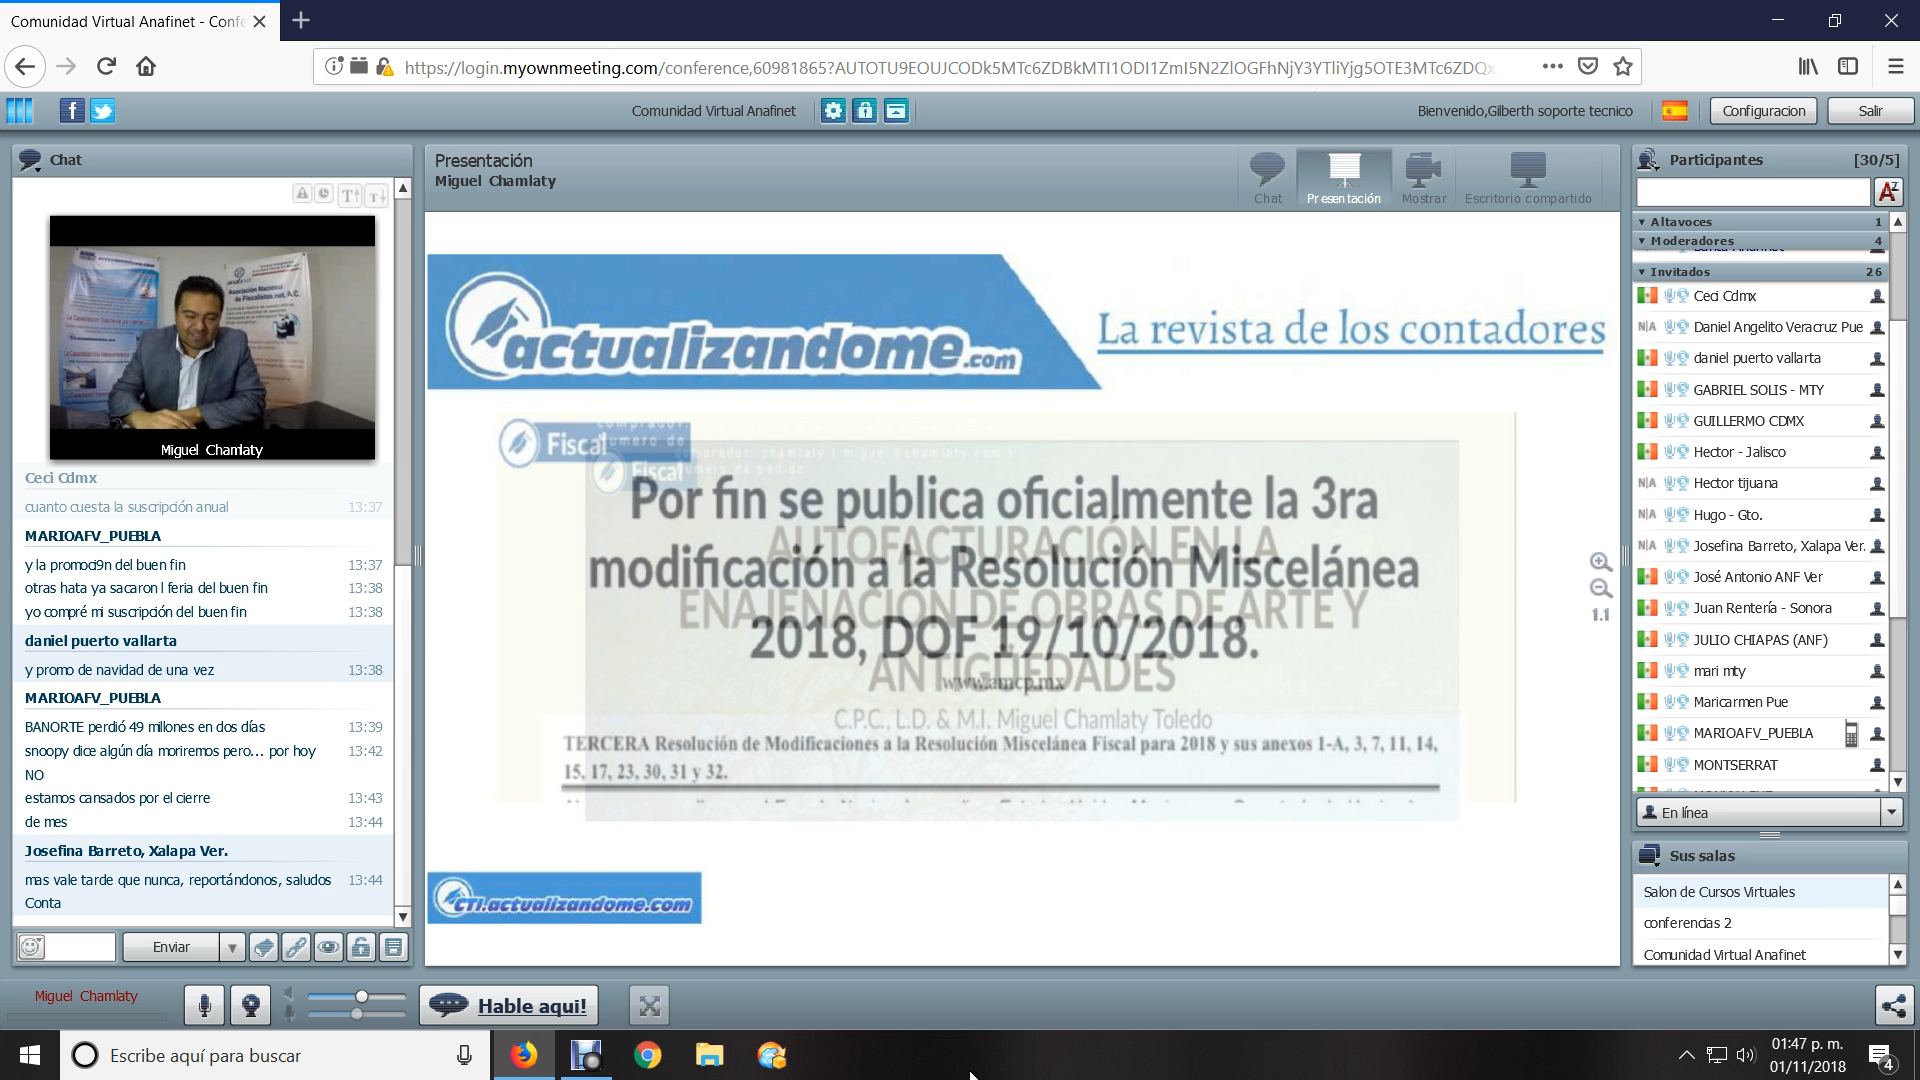 Comunidad Virtual Anafinet - Confe
https://login.myownmeeting.com/conference,60981865?AUTOTU9EOUJCODk5MTc6ZDBkMTI1ODI1ZmI5N2ZlOGFhNjY3YTliYjg5OTE3MTc6ZDQx
Comunidad Virtual Anafinet
Bienvenido,Gilberth soporte tecnico
Configuracion
Salir
Chat
anafinet
Asociación Nacional
de Fiscalistas.net, A.C.
Miguel Chamlaty
Ceci Cdmx
cuanto cuesta la suscripción anual 13:37
MARIOAFV_PUEBLA
y la promoci9n del buen fin 13:37
otras hata ya sacaron l feria del buen fin 13:38
yo compré mi suscripción del buen fin 13:38
daniel puerto vallarta
y promo de navidad de una vez 13:38
MARIOAFV_PUEBLA
BANORTE perdió 49 millones en dos días 13:39
snoopy dice algún día moriremos pero... por hoy 13:42
NO
estamos cansados por el cierre 13:43
de mes 13:44
Josefina Barreto, Xalapa Ver.
mas vale tarde que nunca, reportándonos, saludos 13:44
Conta
Enviar
Presentación
Miguel Chamlaty
Chat
Presentación
Mostrar
Escritorio compartido
actualizandome.com
La revista de los contadores
Fiscal
Fiscal
Por fin se publica oficialmente la 3ra
AUTOFACTURACIÓN EN LA
modificación a la Resolución Miscelánea
ENAJENACIÓN DE OBRAS DE ARTE Y
2018, DOF 19/10/2018.
ANTIGÜEDADES
www.amcp.mx
C.P.C., L.D. & M.I. Miguel Chamlaty Toledo
TERCERA Resolución de Modificaciones a la Resolución Miscelánea Fiscal para 2018 y sus anexos 1-A, 3, 7, 11, 14,
15, 17, 23, 30, 31 y 32.
CTI.actualizandome.com
1.1
Participantes [30/5]
Altavoces 1
Moderadores 4
Invitados 26
Ceci Cdmx
N|A Daniel Angelito Veracruz Pue
daniel puerto vallarta
GABRIEL SOLIS - MTY
GUILLERMO CDMX
Hector - Jalisco
N|A Hector tijuana
N|A Hugo - Gto.
N|A Josefina Barreto, Xalapa Ver.
José Antonio ANF Ver
Juan Rentería - Sonora
JULIO CHIAPAS (ANF)
mari mty
Maricarmen Pue
MARIOAFV_PUEBLA
MONTSERRAT
En línea
Sus salas
Salon de Cursos Virtuales
conferencias 2
Comunidad Virtual Anafinet
Miguel Chamlaty
Hable aqui!
Escribe aquí para buscar
01:47 p. m.
01/11/2018
4